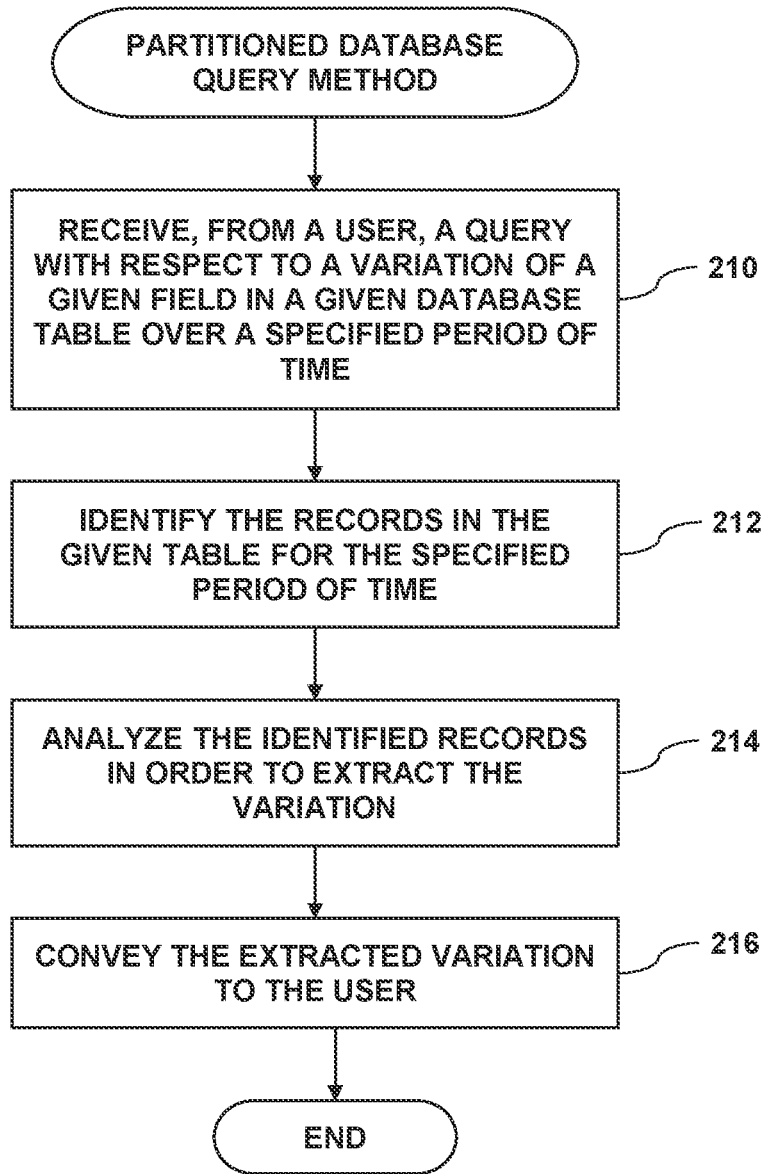 PARTITIONED DATABASE
QUERY METHOD
RECEIVE, FROM A USER, A QUERY
WITH RESPECT TO A VARIATION OF A
GIVEN FIELD IN A GIVEN DATABASE
TABLE OVER A SPECIFIED PERIOD OF
TIME
210
IDENTIFY THE RECORDS IN THE
GIVEN TABLE FOR THE SPECIFIED
PERIOD OF TIME
212
ANALYZE THE IDENTIFIED RECORDS
IN ORDER TO EXTRACT THE
VARIATION
214
CONVEY THE EXTRACTED VARIATION
TO THE USER
216
END